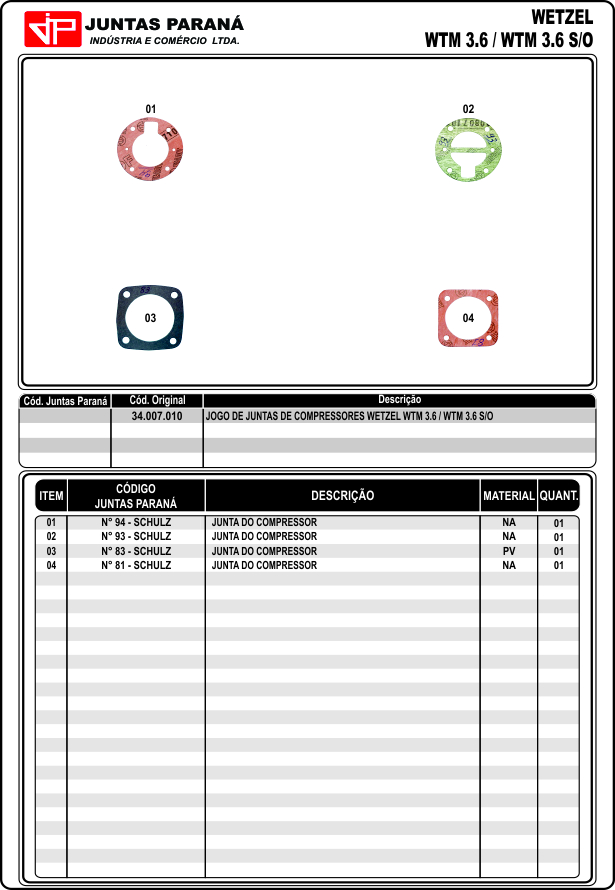 JP JUNTAS PARANÁ
INDÚSTRIA E COMÉRCIO LTDA.
WETZEL
WTM 3.6 / WTM 3.6 S/O
01
02
710
03
04
Cód. Juntas Paraná Cód. Original Descrição
34.007.010 JOGO DE JUNTAS DE COMPRESSORES WETZEL WTM 3.6 / WTM 3.6 S/O
ITEM CÓDIGO JUNTAS PARANÁ DESCRIÇÃO MATERIAL QUANT.
01 N° 94 - SCHULZ JUNTA DO COMPRESSOR NA 01
02 N° 93 - SCHULZ JUNTA DO COMPRESSOR NA 01
03 N° 83 - SCHULZ JUNTA DO COMPRESSOR PV 01
04 N° 81 - SCHULZ JUNTA DO COMPRESSOR NA 01